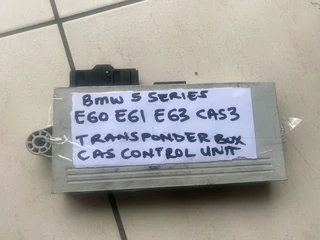 BMW 5 SERIES
E60 E61 E63 CAS3
TRANSPONDER BOX
CAS CONTROL UNIT